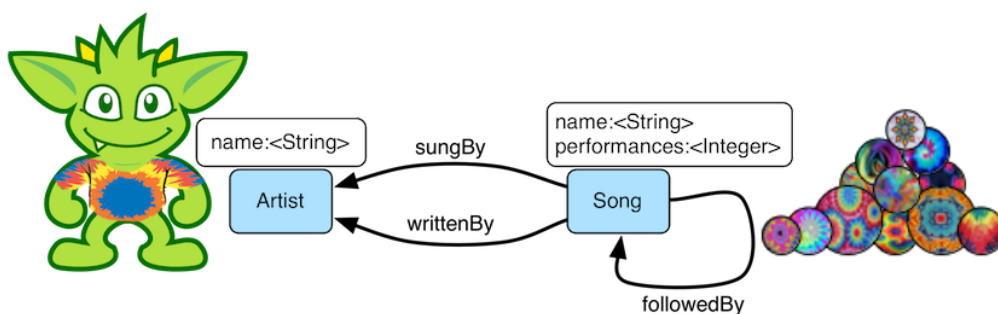 name:<String>
Artist
sungBy
writtenBy
name:<String>
performances:<Integer>
Song
followedBy